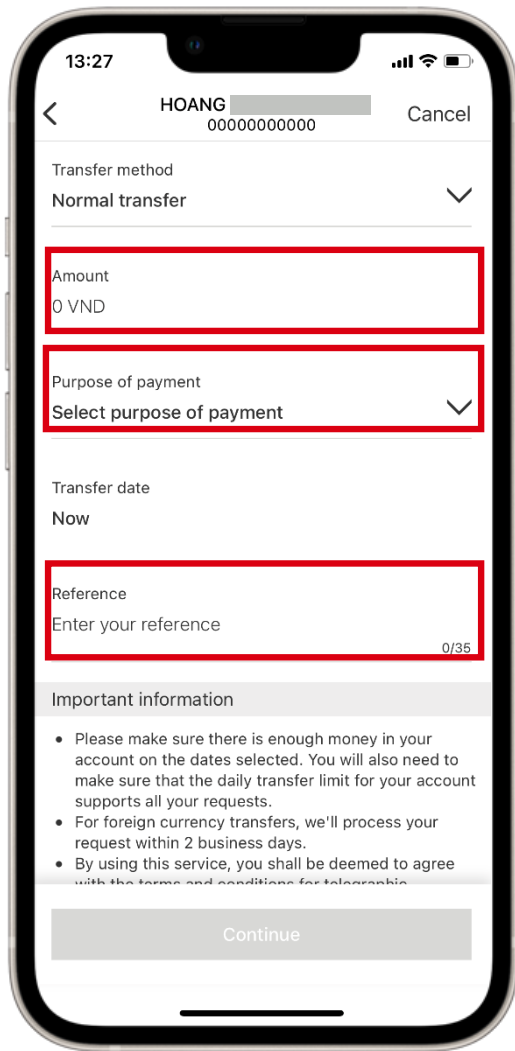 13:27
HOANG
00000000000
Cancel
Transfer method
Normal transfer
Amount
0 VND
Purpose of payment
Select purpose of payment
Transfer date
Now
Reference
Enter your reference
0/35
Important information
• Please make sure there is enough money in your
account on the dates selected. You will also need to
make sure that the daily transfer limit for your account
supports all your requests.
• For foreign currency transfers, we'll process your
request within 2 business days.
• By using this service, you shall be deemed to agree
with the terms and conditions for telegraphic
Continue